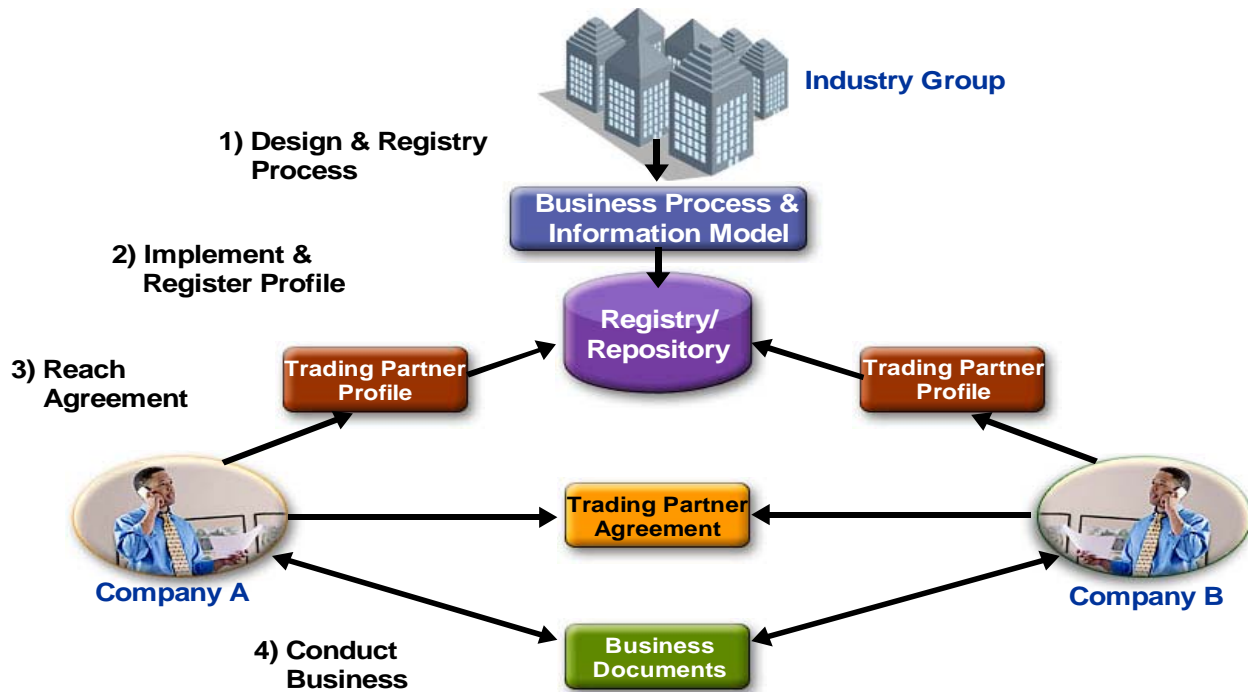 Industry Group
1) Design & Registry
Process
Business Process &
Information Model
2) Implement &
Register Profile
Registry/
Repository
3) Reach
Agreement
Trading Partner
Profile
Trading Partner
Profile
Trading Partner
Agreement
Company A
Company B
4) Conduct
Business
Business
Documents